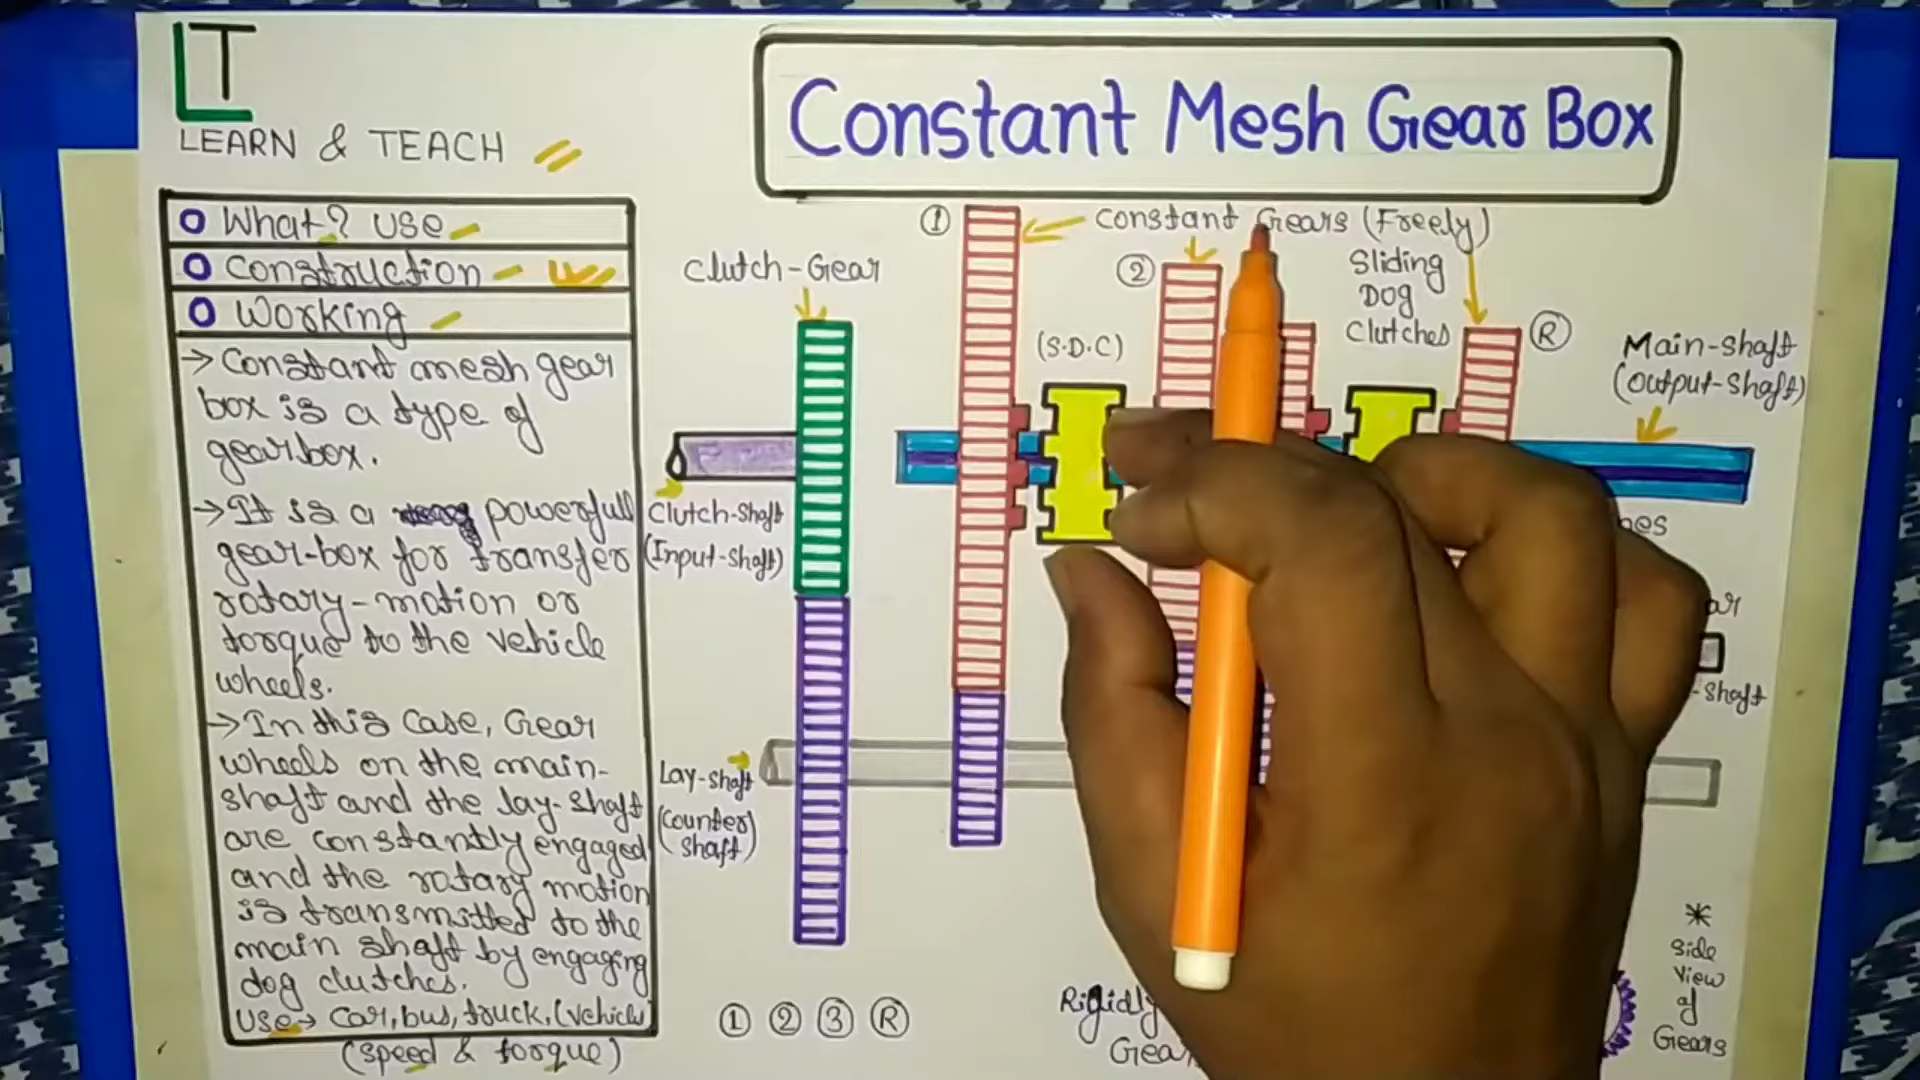 LT
LEARN & TEACH
Constant Mesh Gear Box
What? use
Construction
Working
→ Constant mesh gear
box is a type of
gearbox.
→ It is a powerfull
gear-box for transfer
rotary-motion or
torque to the vehicle
wheels.
→ In this case, Gear
wheels on the main-
shaft and the lay-shaft
are constantly engaged
and the rotary motion
is transmitted to the
main shaft by engaging
dog clutches.
Use → Car, bus, truck, (vehicle)
(speed & torque)
① Constant Gears (Freely)
Clutch-Gear
②
Sliding
Dog
Clutches
(S.D.C)
Ⓡ
Main-shaft
(output-shaft)
Clutch-shaft
(Input-shaft)
-shaft
Lay-shaft
(counter
shaft)
① ② ③ Ⓡ
Rigidly
Gear
*
Side
View
of
Gears